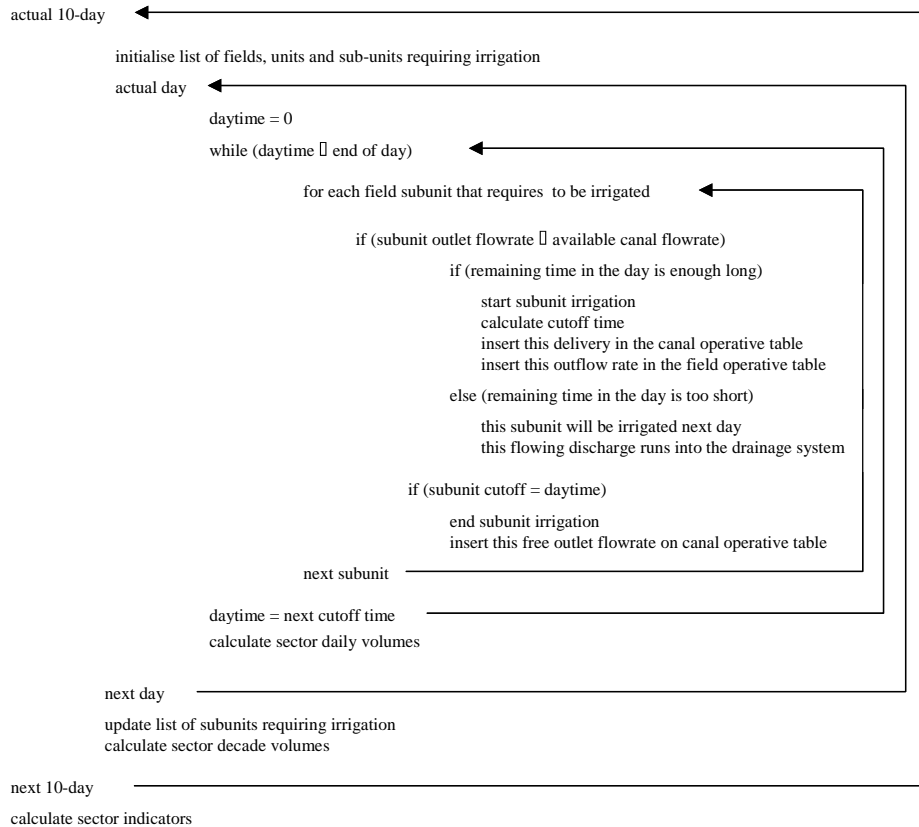 actual 10-day
initialise list of fields, units and sub-units requiring irrigation
actual day
daytime = 0
while (daytime ▯ end of day)
for each field subunit that requires to be irrigated
if (subunit outlet flowrate ▯ available canal flowrate)
if (remaining time in the day is enough long)
start subunit irrigation
calculate cutoff time
insert this delivery in the canal operative table
insert this outflow rate in the field operative table
else (remaining time in the day is too short)
this subunit will be irrigated next day
this flowing discharge runs into the drainage system
if (subunit cutoff = daytime)
end subunit irrigation
insert this free outlet flowrate on canal operative table
next subunit
daytime = next cutoff time
calculate sector daily volumes
next day
update list of subunits requiring irrigation
calculate sector decade volumes
next 10-day
calculate sector indicators